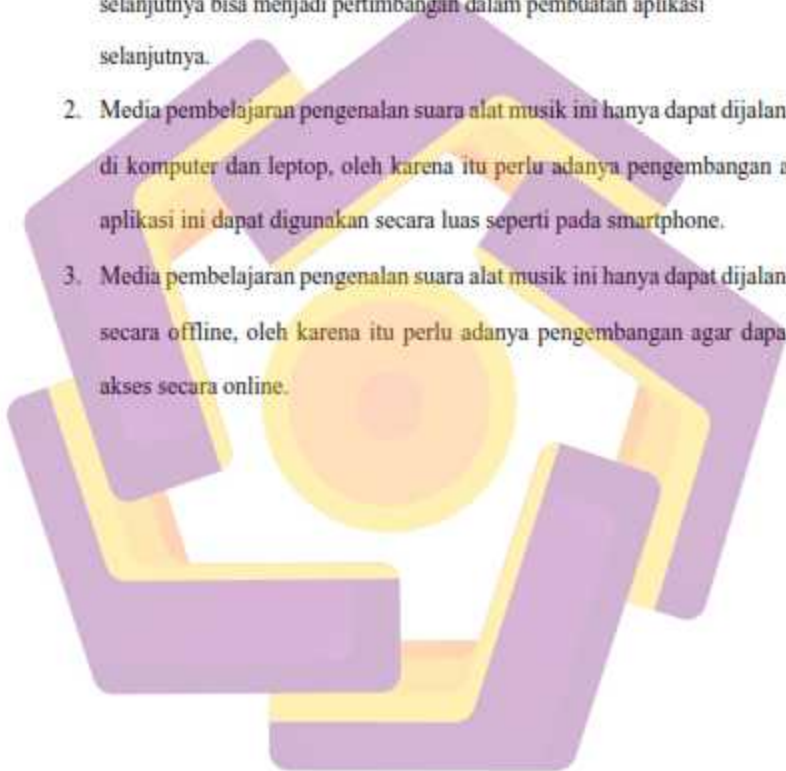 selanjutnya bisa menjadi pertimbangan dalam pembuatan aplikasi
selanjutnya.
2. Media pembelajaran pengenalan suara alat musik ini hanya dapat dijalan
di komputer dan leptop, oleh karena itu perlu adanya pengembangan a
aplikasi ini dapat digunakan secara luas seperti pada smartphone.
3. Media pembelajaran pengenalan suara alat musik ini hanya dapat dijalan
secara offline, oleh karena itu perlu adanya pengembangan agar dapa
akses secara online.